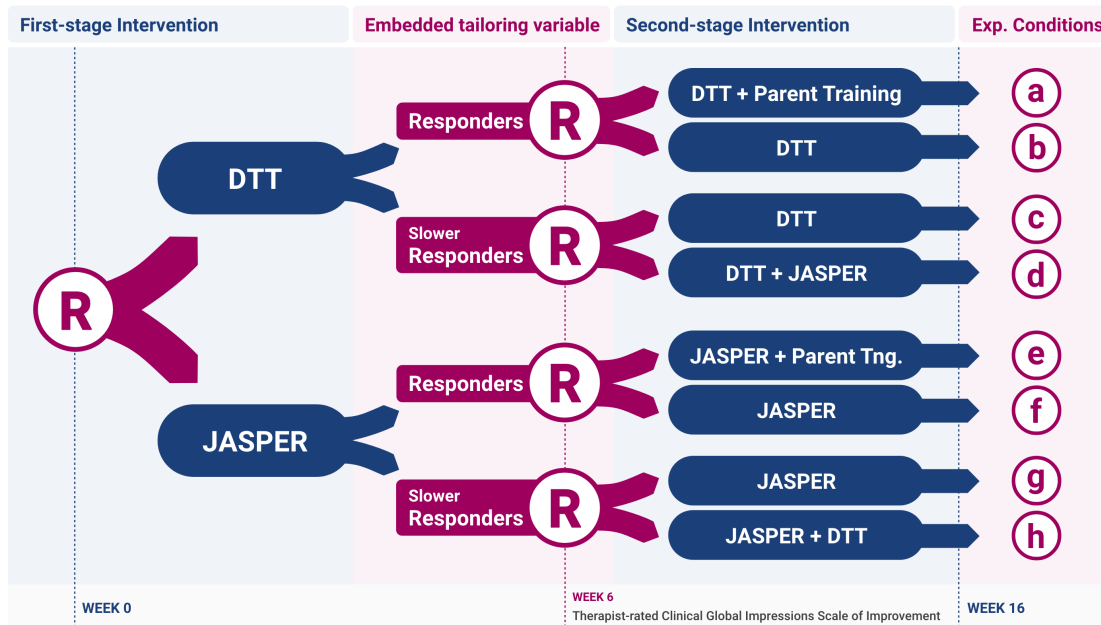 First-stage Intervention
Embedded tailoring variable
Second-stage Intervention
Exp. Conditions
R
DTT
JASPER
Responders
R
Slower
Responders
R
Responders
R
Slower
Responders
R
DTT + Parent Training
a
DTT
b
DTT
c
DTT + JASPER
d
JASPER + Parent Tng.
e
JASPER
f
JASPER
g
JASPER + DTT
h
WEEK 0
WEEK 6
Therapist-rated Clinical Global Impressions Scale of Improvement
WEEK 16